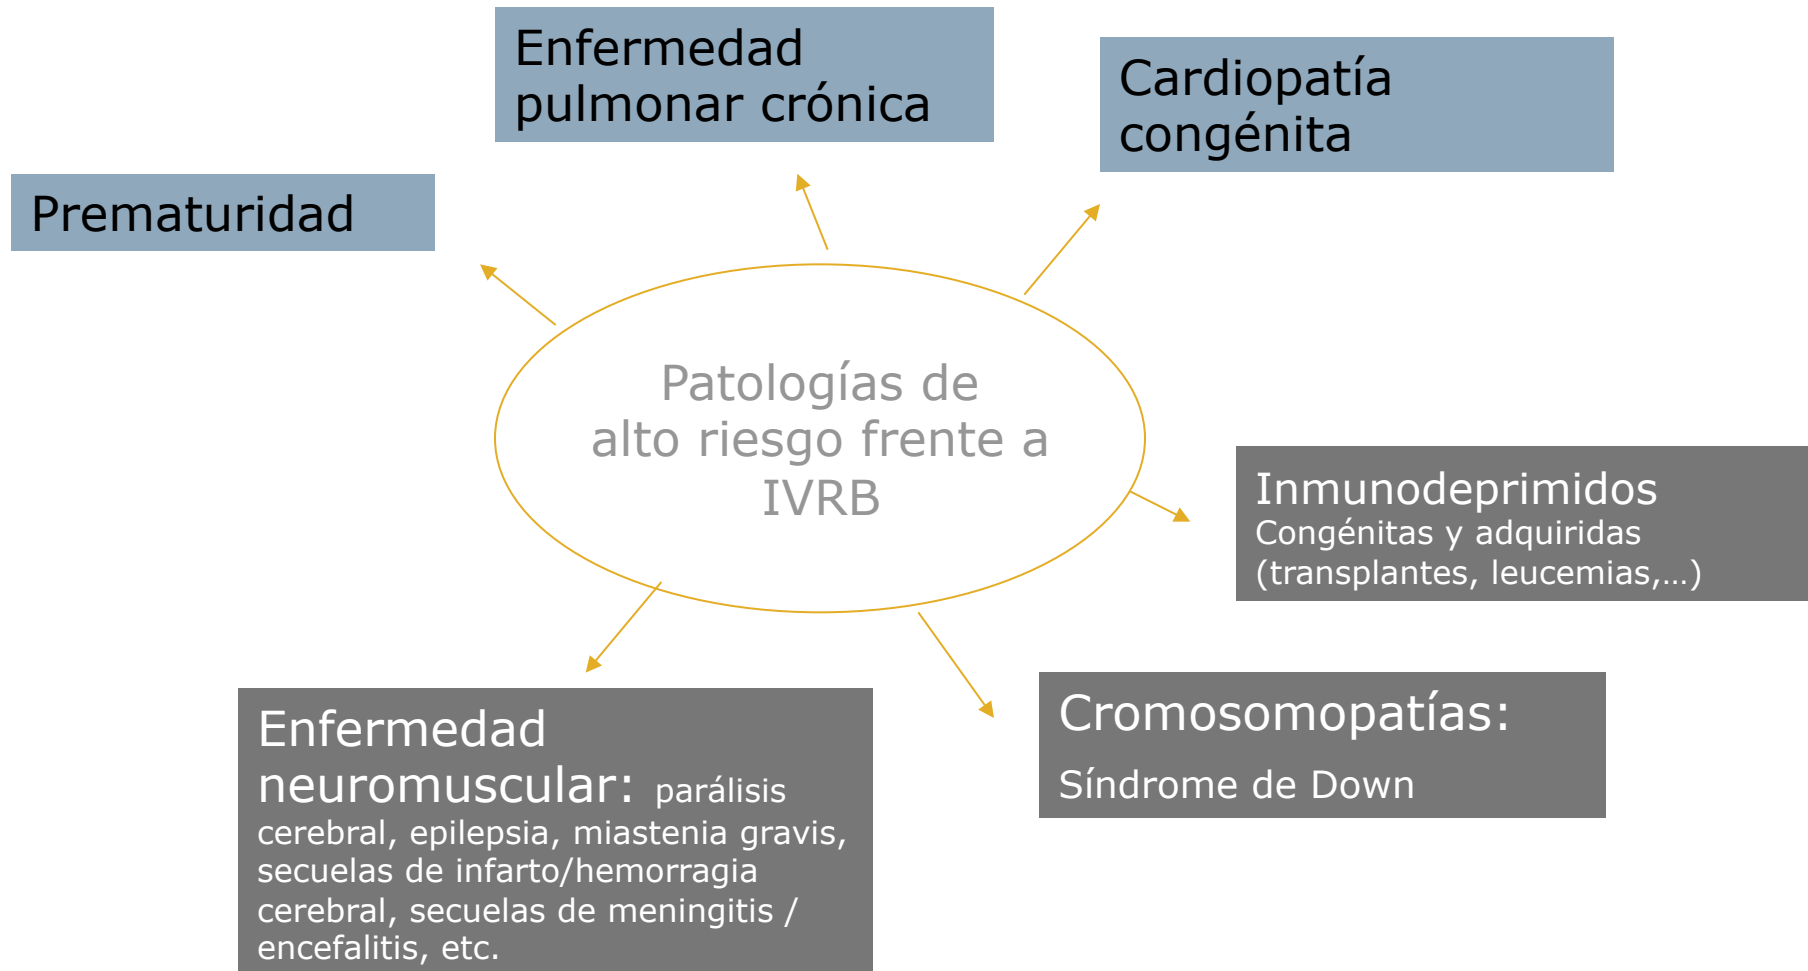 Enfermedad
pulmonar crónica
Cardiopatía
congénita
Prematuridad
Patologías de
alto riesgo frente a
IVRB
Inmunodeprimidos
Congénitas y adquiridas
(transplantes, leucemias,…)
Enfermedad
neuromuscular: parálisis
cerebral, epilepsia, miastenia gravis,
secuelas de infarto/hemorragia
cerebral, secuelas de meningitis /
encefalitis, etc.
Cromosomopatías:
Síndrome de Down